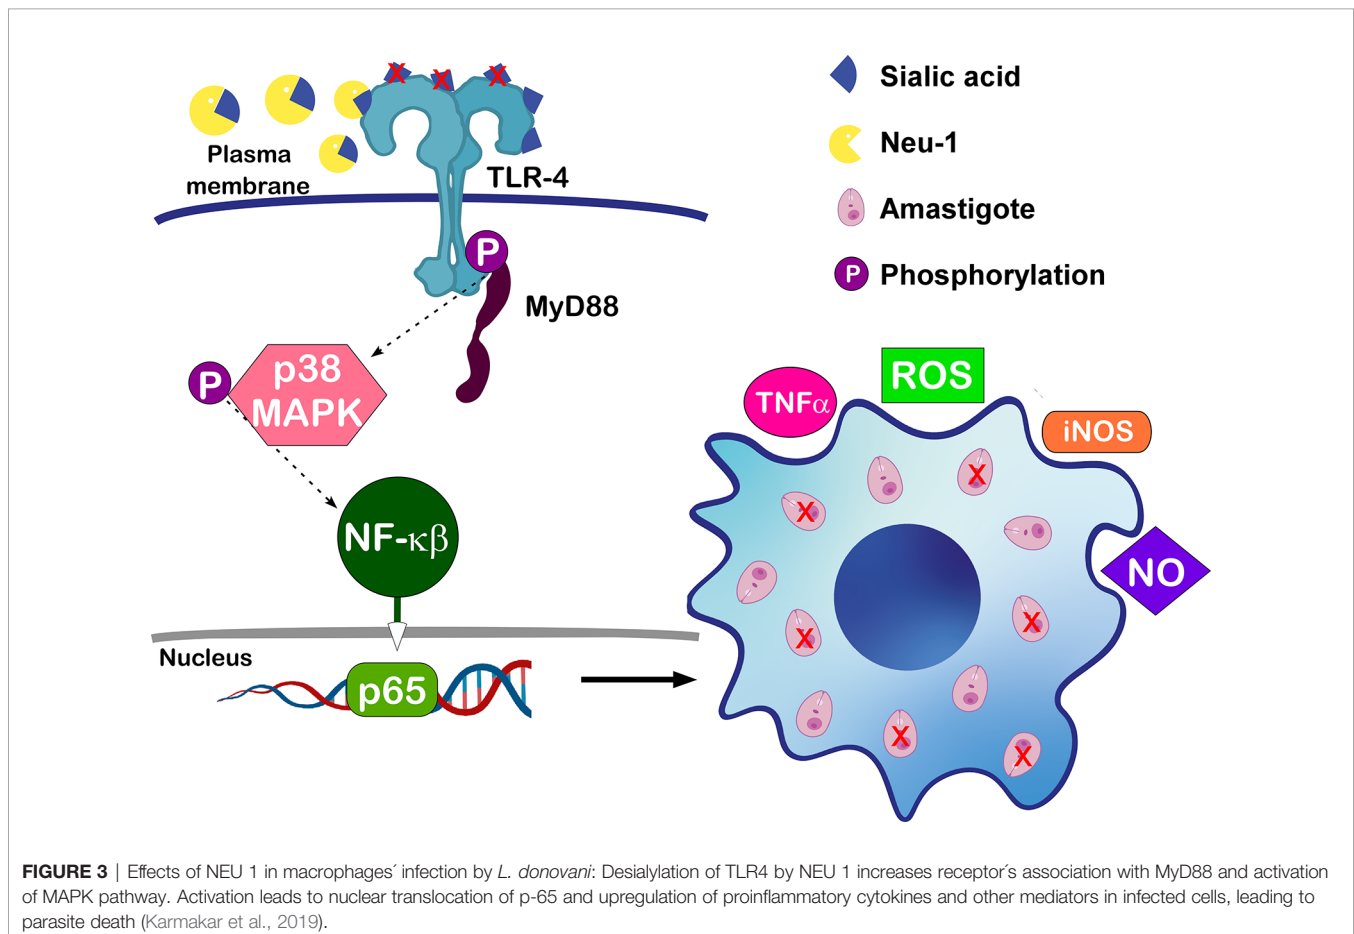 Sialic acid
Neu-1
Amastigote
Phosphorylation
X
X
X
Plasma
membrane
TLR-4
P
MyD88
P
p38
MAPK
P
NF-κβ
Nucleus
p65
TNFα
ROS
iNOS
NO
X
X
X
X
X
X
FIGURE 3 | Effects of NEU 1 in macrophages´ infection by L. donovani: Desialylation of TLR4 by NEU 1 increases receptor´s association with MyD88 and activation
of MAPK pathway. Activation leads to nuclear translocation of p-65 and upregulation of proinflammatory cytokines and other mediators in infected cells, leading to
parasite death (Karmakar et al., 2019).